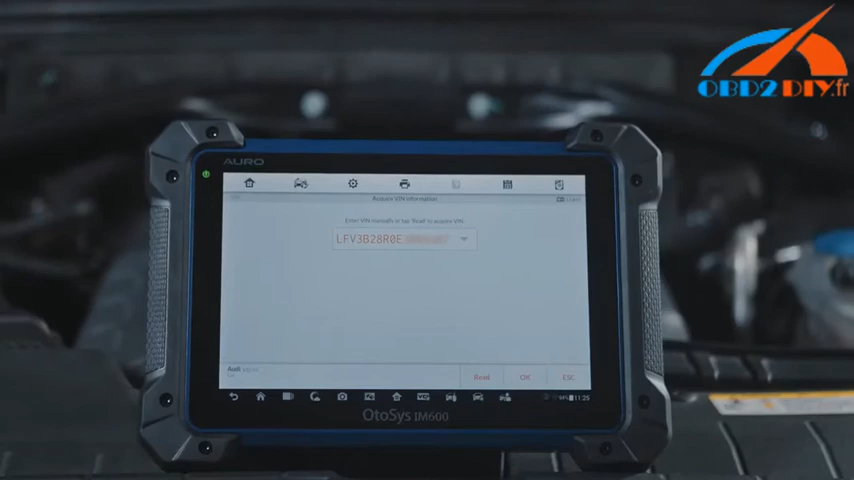 OBD2DIY.fr
AURO
Acquire VIN information
Enter VIN manually or tap 'Read' to acquire VIN.
LFV3B28R0E
Audi
Read
OK
ESC
11:25
OtoSys IM600